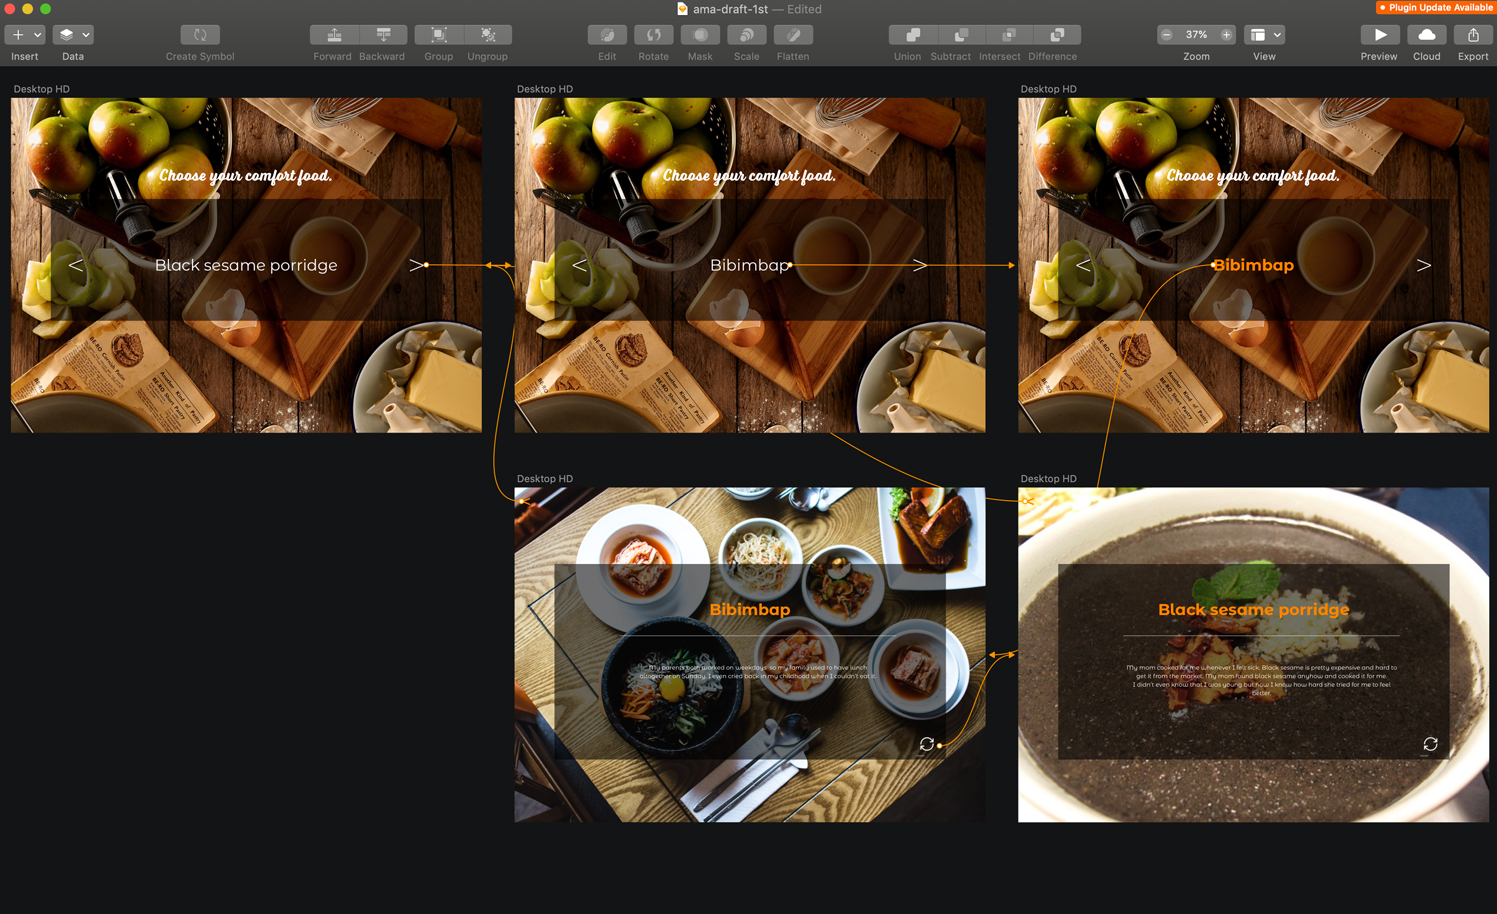 ama-draft-1st — Edited
Plugin Update Available
37%
Insert
Data
Create Symbol
Forward
Backward
Group
Ungroup
Edit
Rotate
Mask
Scale
Flatten
Union
Subtract
Intersect
Difference
Zoom
View
Preview
Cloud
Export
Desktop HD
Choose your comfort food.
<
Black sesame porridge
>
Desktop HD
Choose your comfort food.
<
Bibimbap
>
Desktop HD
Choose your comfort food.
<
Bibimbap
>
Desktop HD
Bibimbap
My parents both worked on weekdays so my family used to have lunch
altogether on Sunday. I even cried back in my childhood when I couldn't eat it.
Desktop HD
Black sesame porridge
My mom cooked for me whenever I felt sick. Black sesame is pretty expensive and hard to
get it from the market. My mom found black sesame anyhow and cooked it for me.
I didn't even know that I was young but now I know how hard she tried for me to feel
better.